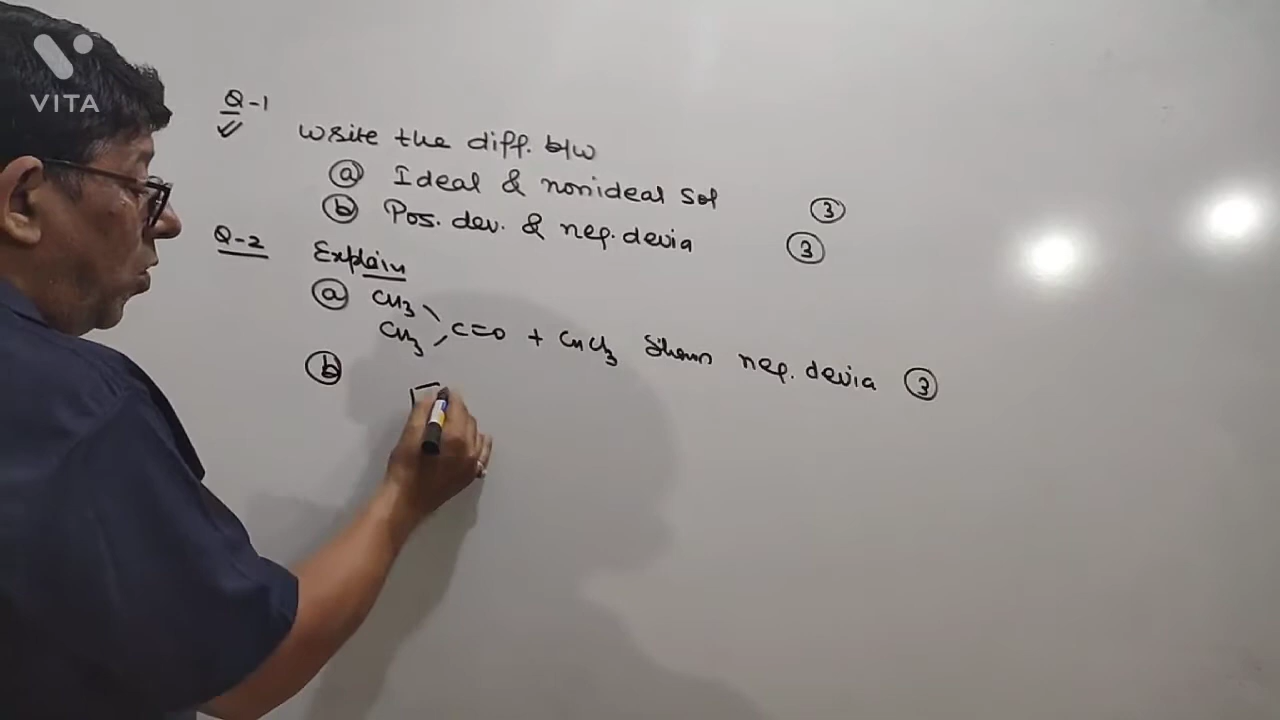 VITA
Q-1
Write the diff. b/w
(a) Ideal & nonideal Sol (3)
(b) Pos. dev. & neg. devia (3)
Q-2 Explain
(a) CH3
CH3 C=O + CHCl3 Shows neg. devia (3)
(b)